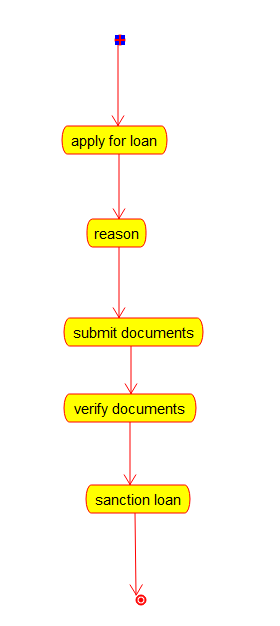 apply for loan
reason
submit documents
verify documents
sanction loan